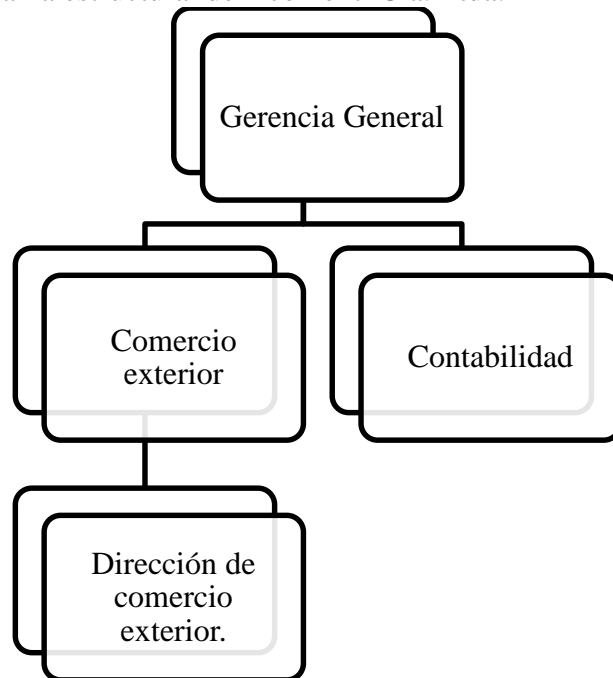 Gerencia General
Comercio
exterior
Contabilidad
Dirección de
comercio
exterior.